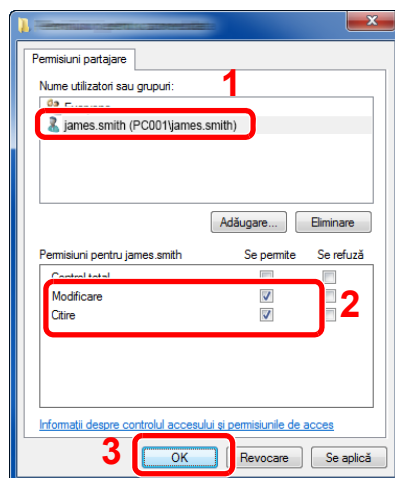 Permisiuni partajare
Nume utilizatori sau grupuri:
1
Everyone
james.smith (PC001\james.smith)
Adăugare... Eliminare
Permisiuni pentru james.smith Se permite Se refuză
Control total
Modificare
2
Citire
Informații despre controlul accesului și permisiunile de acces
3
OK Revocare Se aplică